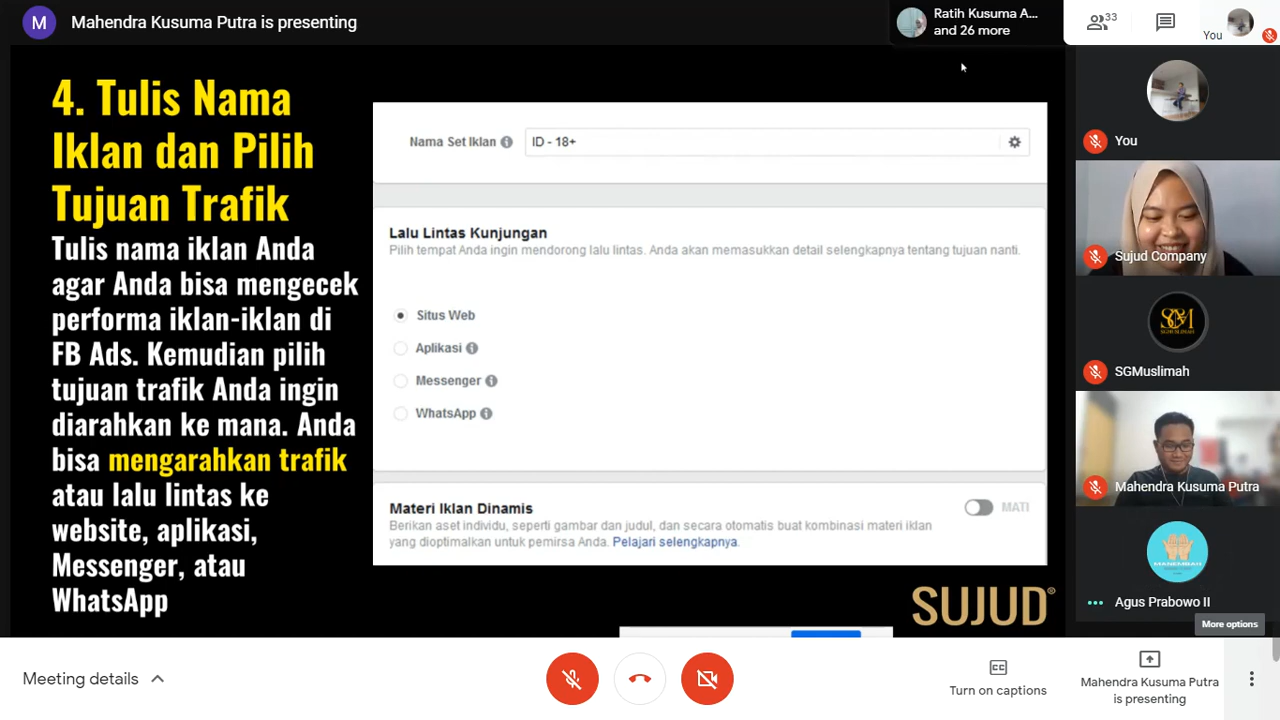 M
Mahendra Kusuma Putra is presenting
Ratih Kusuma A...
and 26 more
33
You
4. Tulis Nama
Iklan dan Pilih
Tujuan Trafik
Tulis nama iklan Anda
agar Anda bisa mengecek
performa iklan-iklan di
FB Ads. Kemudian pilih
tujuan trafik Anda ingin
diarahkan ke mana. Anda
bisa mengarahkan trafik
atau lalu lintas ke
website, aplikasi,
Messenger, atau
WhatsApp
Nama Set Iklan
ID - 18+
Lalu Lintas Kunjungan
Pilih tempat Anda ingin mendorong lalu lintas. Anda akan memasukkan detail selengkapnya tentang tujuan nanti.
Situs Web
Aplikasi
Messenger
WhatsApp
Materi Iklan Dinamis
MATI
Berikan aset individu, seperti gambar dan judul, dan secara otomatis buat kombinasi materi iklan
yang dioptimalkan untuk pemirsa Anda. Pelajari selengkapnya.
SUJUD®
You
Sujud Company
SGM
SGMUSLIMAH
SGMuslimah
Mahendra Kusuma Putra
MANEMBAH
Agus Prabowo II
More options
Meeting details
CC
Turn on captions
Mahendra Kusuma Putra
is presenting